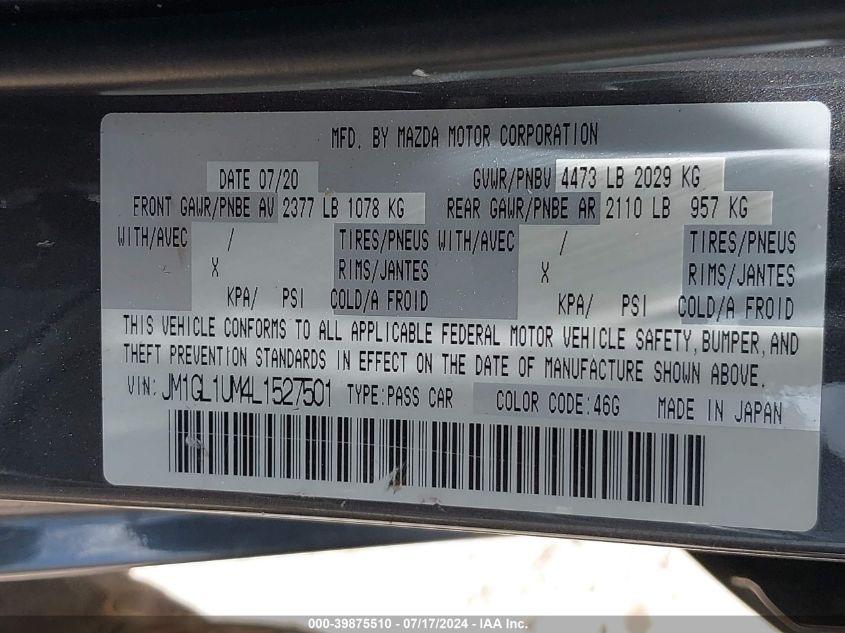 MFD. BY MAZDA MOTOR CORPORATION
DATE 07/20 GVWR/PNBV 4473 LB 2029 KG
FRONT GAWR/PNBE AV 2377 LB 1078 KG REAR GAWR/PNBE AR 2110 LB 957 KG
WITH/AVEC / TIRES/PNEUS WITH/AVEC / TIRES/PNEUS
X RIMS/JANTES X RIMS/JANTES
KPA/ PSI COLD/A FROID KPA/ PSI COLD/A FROID
THIS VEHICLE CONFORMS TO ALL APPLICABLE FEDERAL MOTOR VEHICLE SAFETY, BUMPER, AND
THEFT PREVENTION STANDARDS IN EFFECT ON THE DATE OF MANUFACTURE SHOWN ABOVE.
VIN: JM1GL1UM4L1527501 TYPE:PASS CAR COLOR CODE:46G MADE IN JAPAN
000-39875510 - 07/17/2024 - IAA Inc.